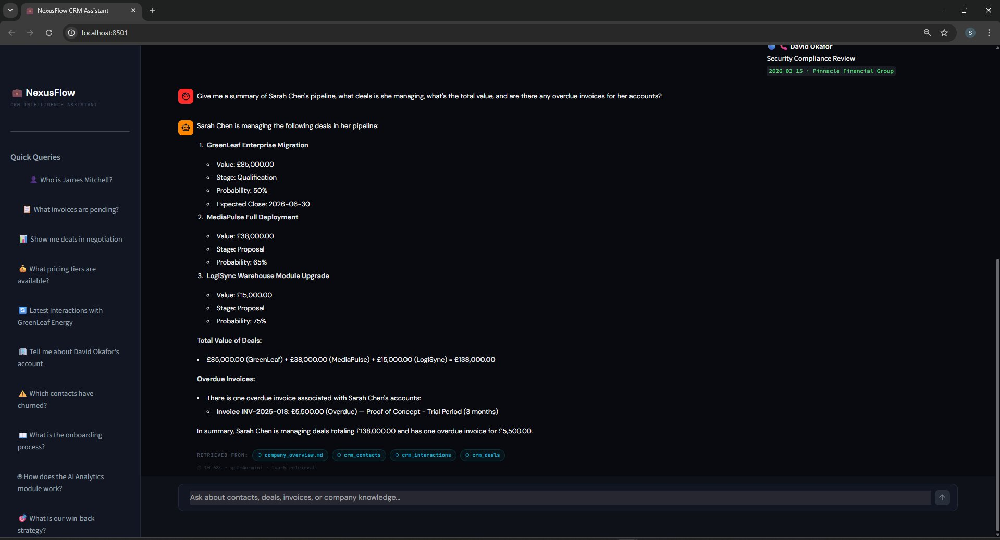 NexusFlow CRM Assistant
localhost:8501
S
NexusFlow
CRM INTELLIGENCE ASSISTANT
Quick Queries
Who is James Mitchell?
What invoices are pending?
Show me deals in negotiation
What pricing tiers are
available?
Latest interactions with
GreenLeaf Energy
Tell me about David Okafor's
account
Which contacts have
churned?
What is the onboarding
process?
How does the AI Analytics
module work?
What is our win-back
strategy?
David Okafor
Security Compliance Review
2026-03-15 · Pinnacle Financial Group
Give me a summary of Sarah Chen's pipeline, what deals is she managing, what's the total value, and are there any overdue invoices for her accounts?
Sarah Chen is managing the following deals in her pipeline:
1. GreenLeaf Enterprise Migration
Value: £85,000.00
Stage: Qualification
Probability: 50%
Expected Close: 2026-06-30
2. MediaPulse Full Deployment
Value: £38,000.00
Stage: Proposal
Probability: 65%
3. LogiSync Warehouse Module Upgrade
Value: £15,000.00
Stage: Proposal
Probability: 75%
Total Value of Deals:
• £85,000.00 (GreenLeaf) + £38,000.00 (MediaPulse) + £15,000.00 (LogiSync) = £138,000.00
Overdue Invoices:
• There is one overdue invoice associated with Sarah Chen's accounts:
Invoice INV-2025-018: £5,500.00 (Overdue) — Proof of Concept - Trial Period (3 months)
In summary, Sarah Chen is managing deals totaling £138,000.00 and has one overdue invoice for £5,500.00.
RETRIEVED FROM: company_overview.md crm_contacts crm_interactions crm_deals
10.68s · gpt-4o-mini · top-5 retrieval
Ask about contacts, deals, invoices, or company knowledge...